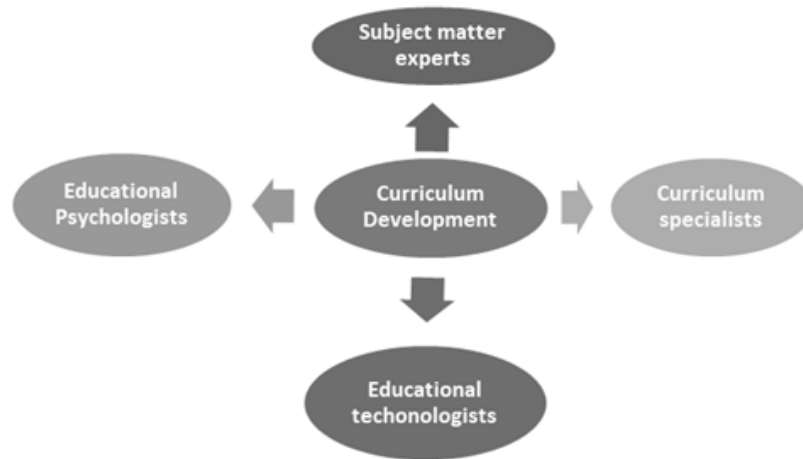 Subject matter
experts
Educational
Psychologists
Curriculum
Development
Curriculum
specialists
Educational
techonologists